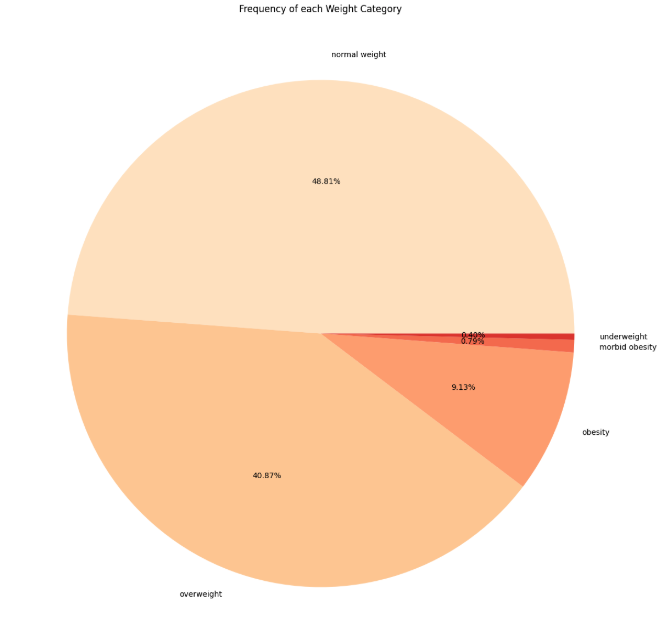 Frequency of each Weight Category
normal weight
48.81%
0.40%
underweight
0.79%
morbid obesity
9.13%
obesity
40.87%
overweight